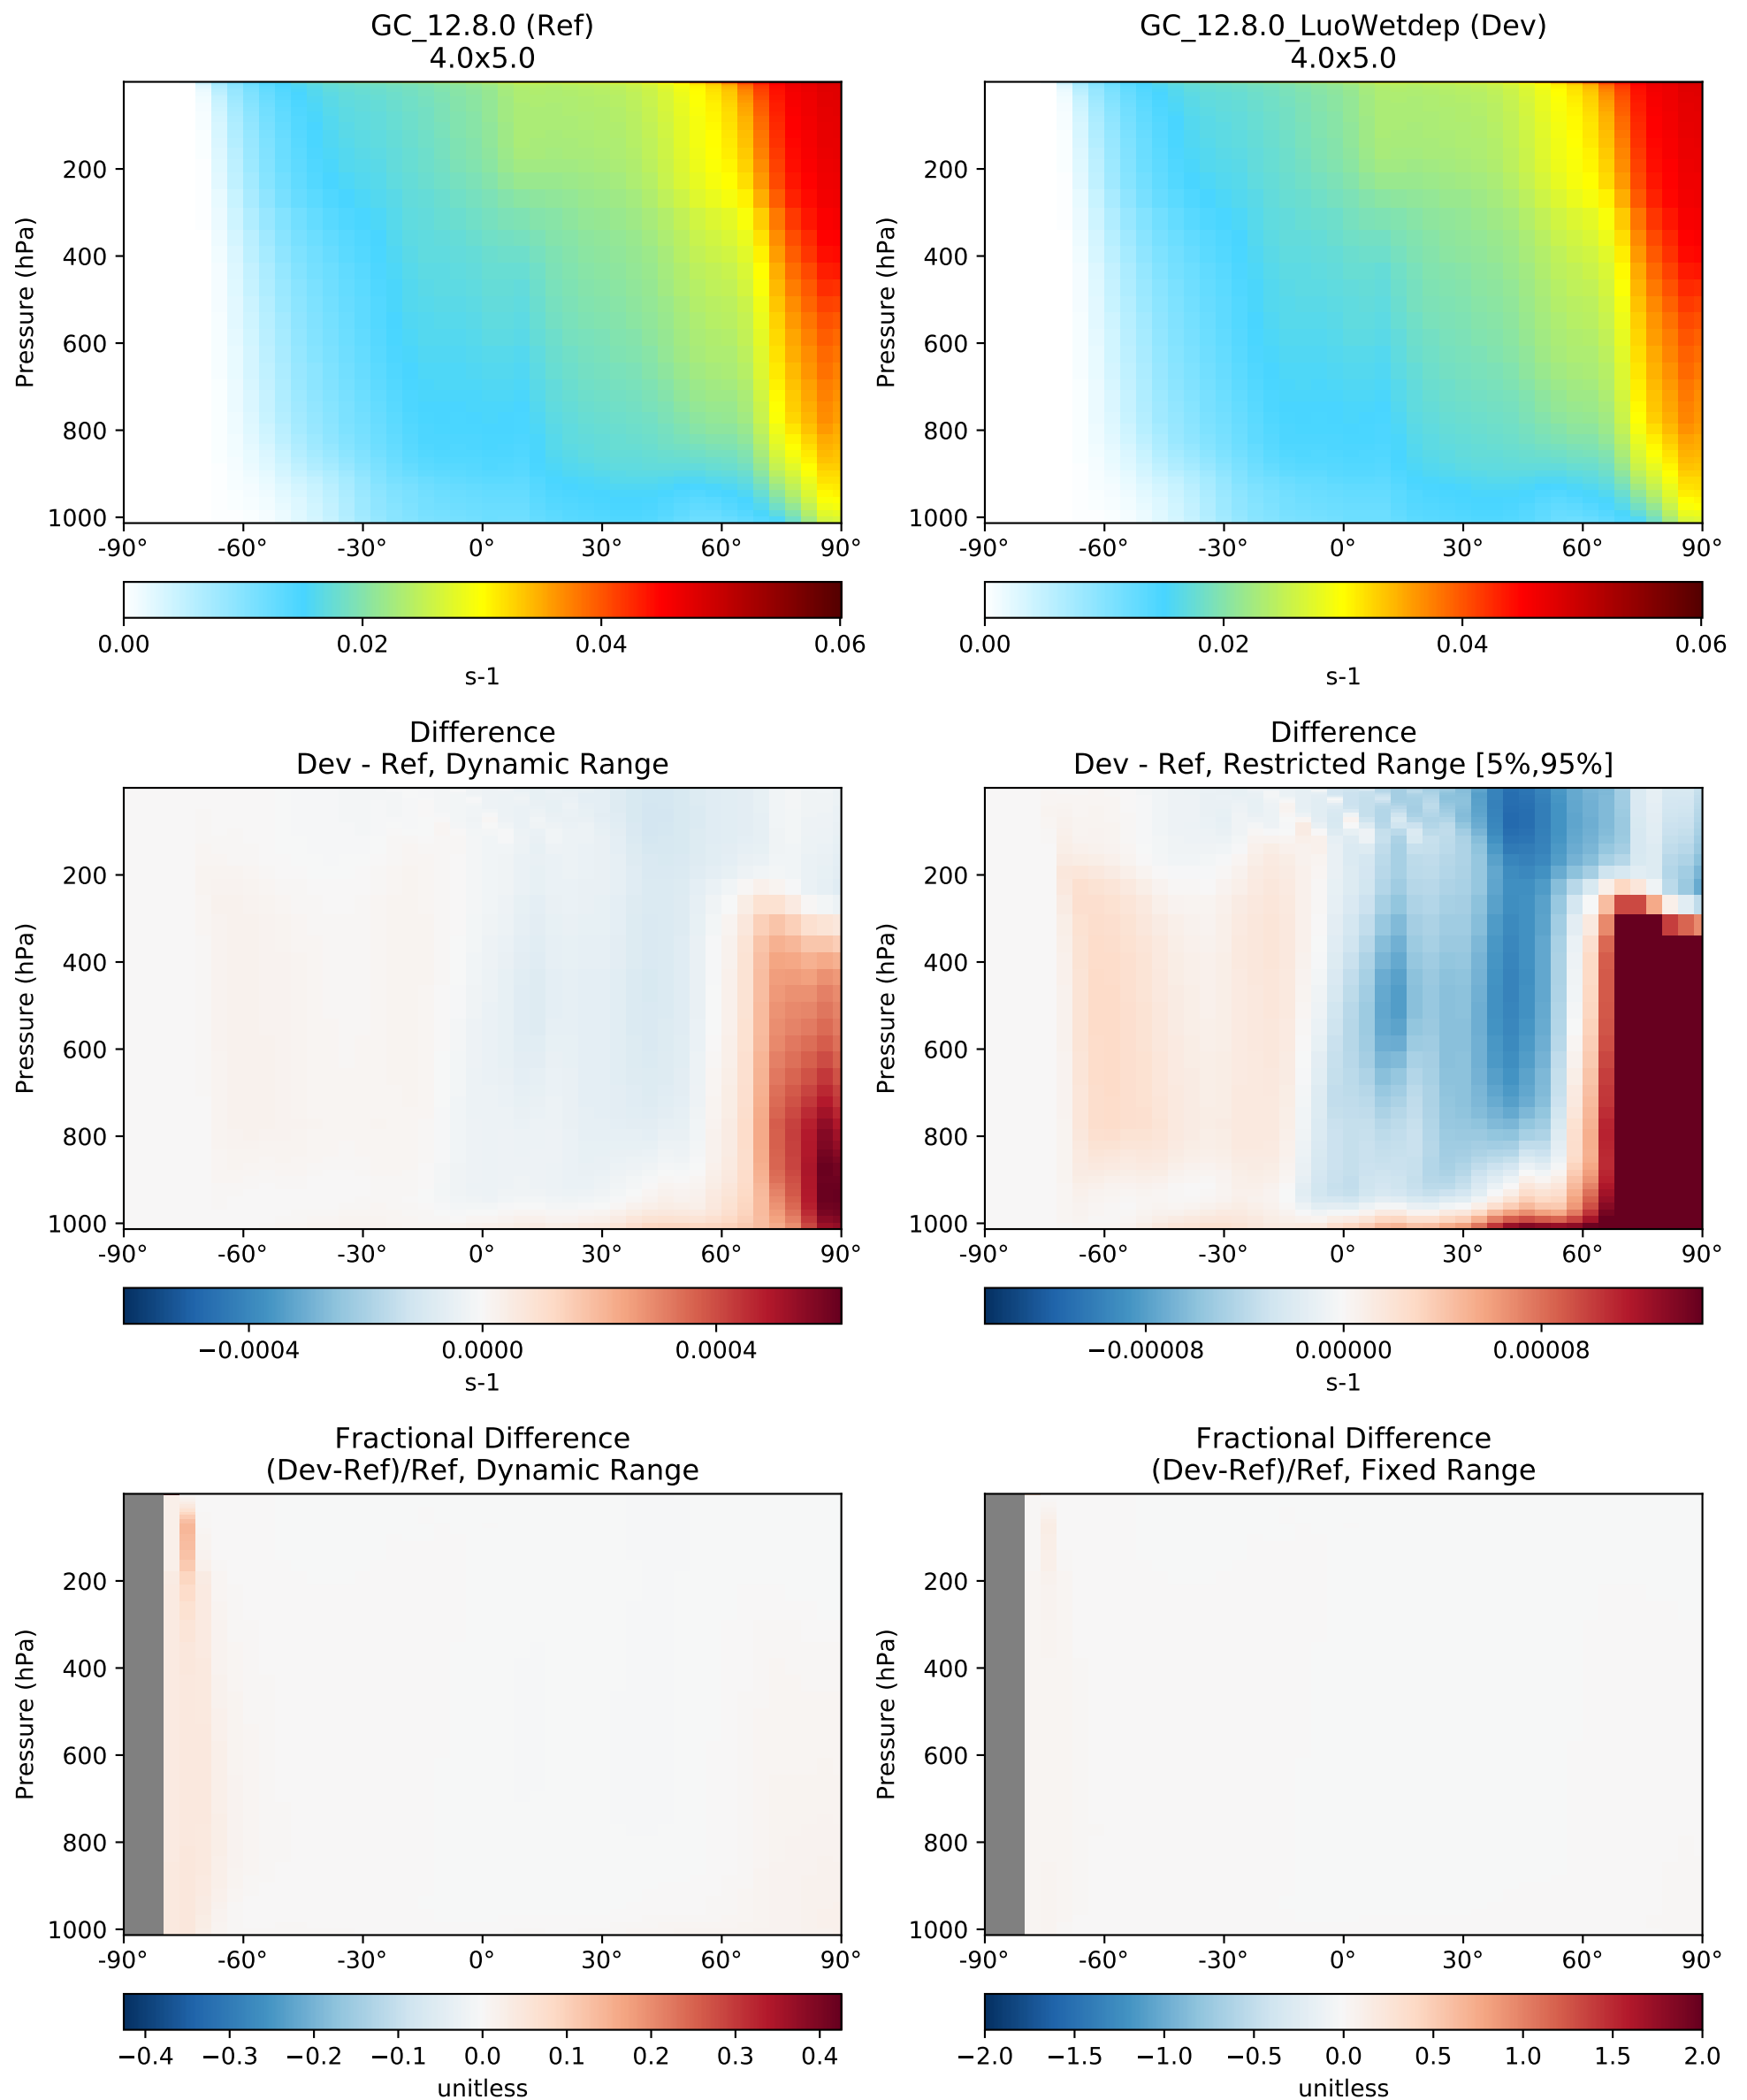 GC_12.8.0 (Ref)
4.0x5.0
Pressure (hPa)
200
400
600
800
1000
-90° -60° -30° 0° 30° 60° 90°
0.00 0.02 0.04 0.06
s-1
GC_12.8.0_LuoWetdep (Dev)
4.0x5.0
Pressure (hPa)
200
400
600
800
1000
-90° -60° -30° 0° 30° 60° 90°
0.00 0.02 0.04 0.06
s-1
Difference
Dev - Ref, Dynamic Range
Pressure (hPa)
200
400
600
800
1000
-90° -60° -30° 0° 30° 60° 90°
−0.0004 0.0000 0.0004
s-1
Difference
Dev - Ref, Restricted Range [5%,95%]
Pressure (hPa)
200
400
600
800
1000
-90° -60° -30° 0° 30° 60° 90°
−0.00008 0.00000 0.00008
s-1
Fractional Difference
(Dev-Ref)/Ref, Dynamic Range
Pressure (hPa)
200
400
600
800
1000
-90° -60° -30° 0° 30° 60° 90°
−0.4 −0.3 −0.2 −0.1 0.0 0.1 0.2 0.3 0.4
unitless
Fractional Difference
(Dev-Ref)/Ref, Fixed Range
Pressure (hPa)
200
400
600
800
1000
-90° -60° -30° 0° 30° 60° 90°
−2.0 −1.5 −1.0 −0.5 0.0 0.5 1.0 1.5 2.0
unitless